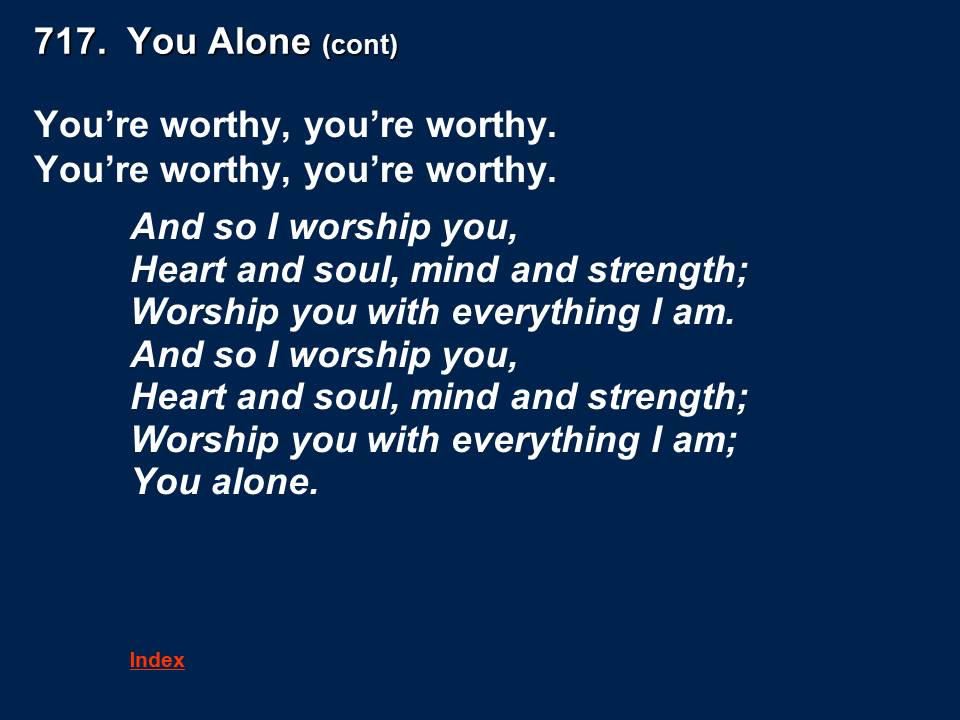 717.  You Alone (cont)
You’re worthy, you’re worthy.
You’re worthy, you’re worthy.
And so I worship you,
Heart and soul, mind and strength;
Worship you with everything I am.
And so I worship you,
Heart and soul, mind and strength;
Worship you with everything I am;
You alone.
Index